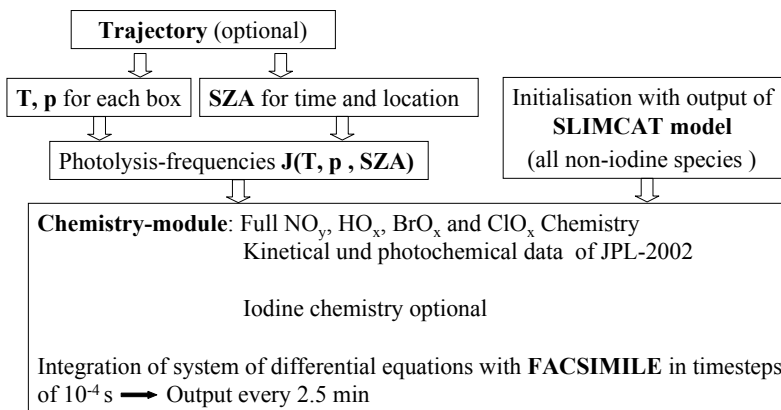 Trajectory (optional)
T, p for each box
SZA for time and location
Initialisation with output of
SLIMCAT model
(all non-iodine species )
Photolysis-frequencies J(T, p , SZA)
Chemistry-module: Full NOy, HOx, BrOx and ClOx Chemistry
Kinetical und photochemical data of JPL-2002
Iodine chemistry optional
Integration of system of differential equations with FACSIMILE in timesteps
of 10-4 s → Output every 2.5 min